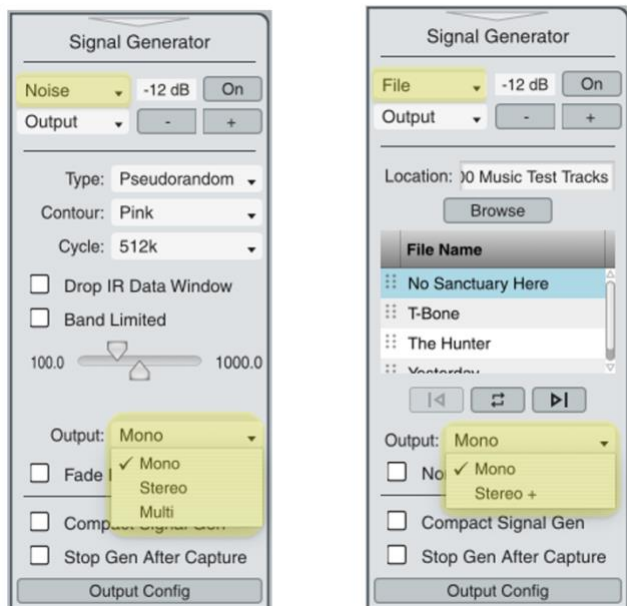 Signal Generator
Noise -12 dB On
Output - +
Type: Pseudorandom
Contour: Pink
Cycle: 512k
Drop IR Data Window
Band Limited
100.0 1000.0
Output: Mono
✓ Mono
Fade
Stereo
Multi
Compact Signal Gen
Stop Gen After Capture
Output Config
Signal Generator
File -12 dB On
Output - +
Location: 00 Music Test Tracks
Browse
File Name
No Sanctuary Here
T-Bone
The Hunter
Yesterday
Output: Mono
✓ Mono
No
Stereo +
Compact Signal Gen
Stop Gen After Capture
Output Config